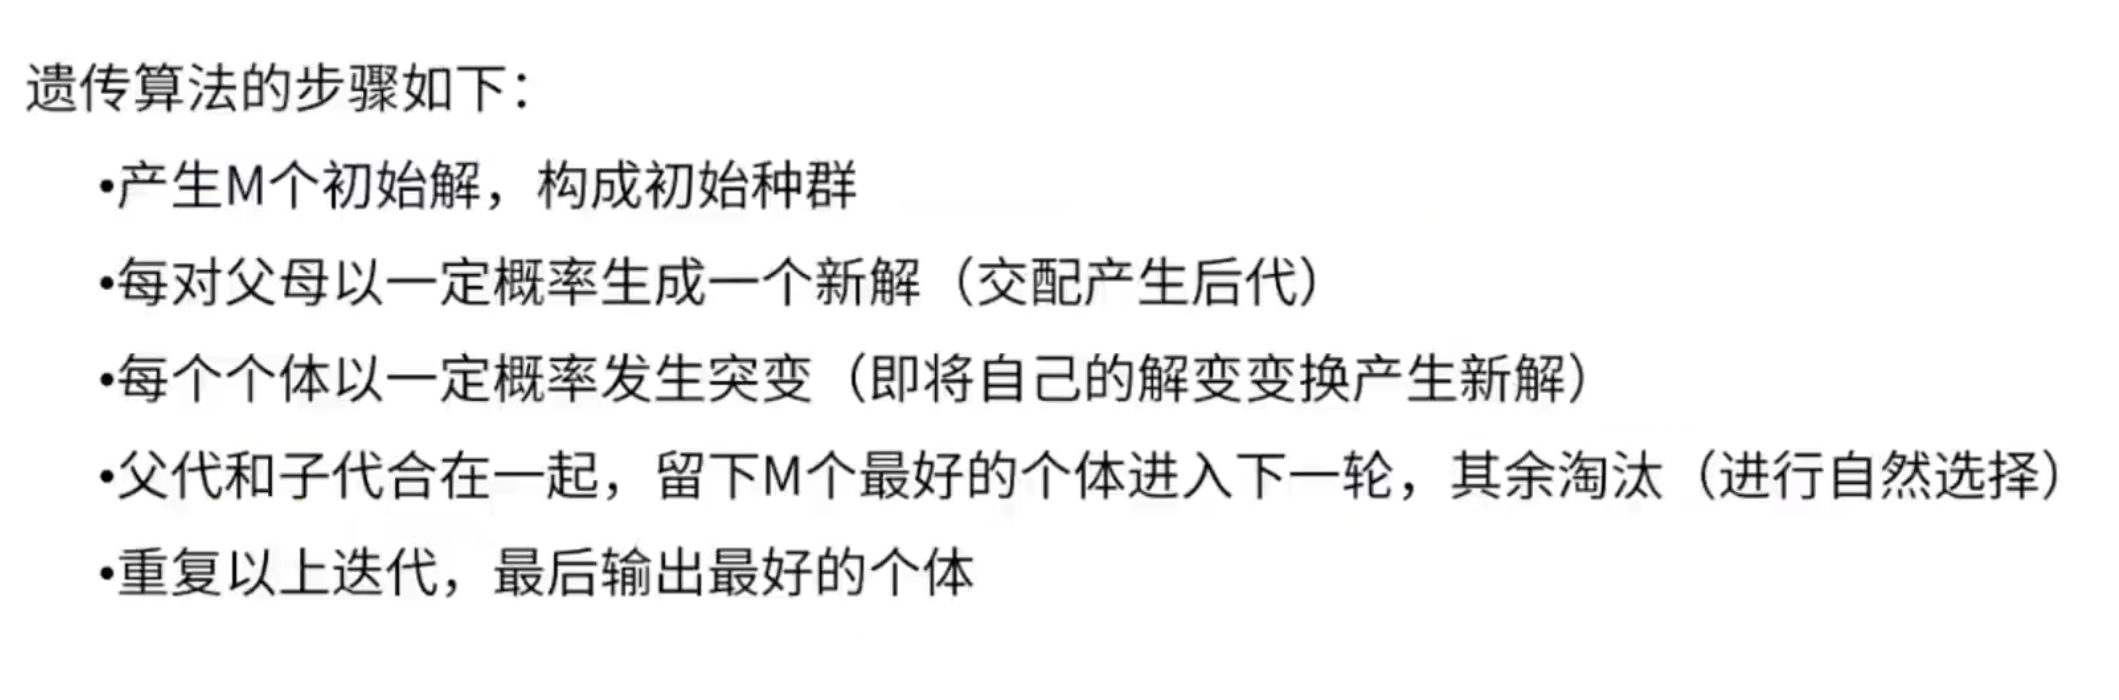 遗传算法的步骤如下：
•产生M个初始解，构成初始种群
•每对父母以一定概率生成一个新解（交配产生后代）
•每个个体以一定概率发生突变（即将自己的解变变换产生新解）
•父代和子代合在一起，留下M个最好的个体进入下一轮，其余淘汰（进行自然选择）
•重复以上迭代，最后输出最好的个体